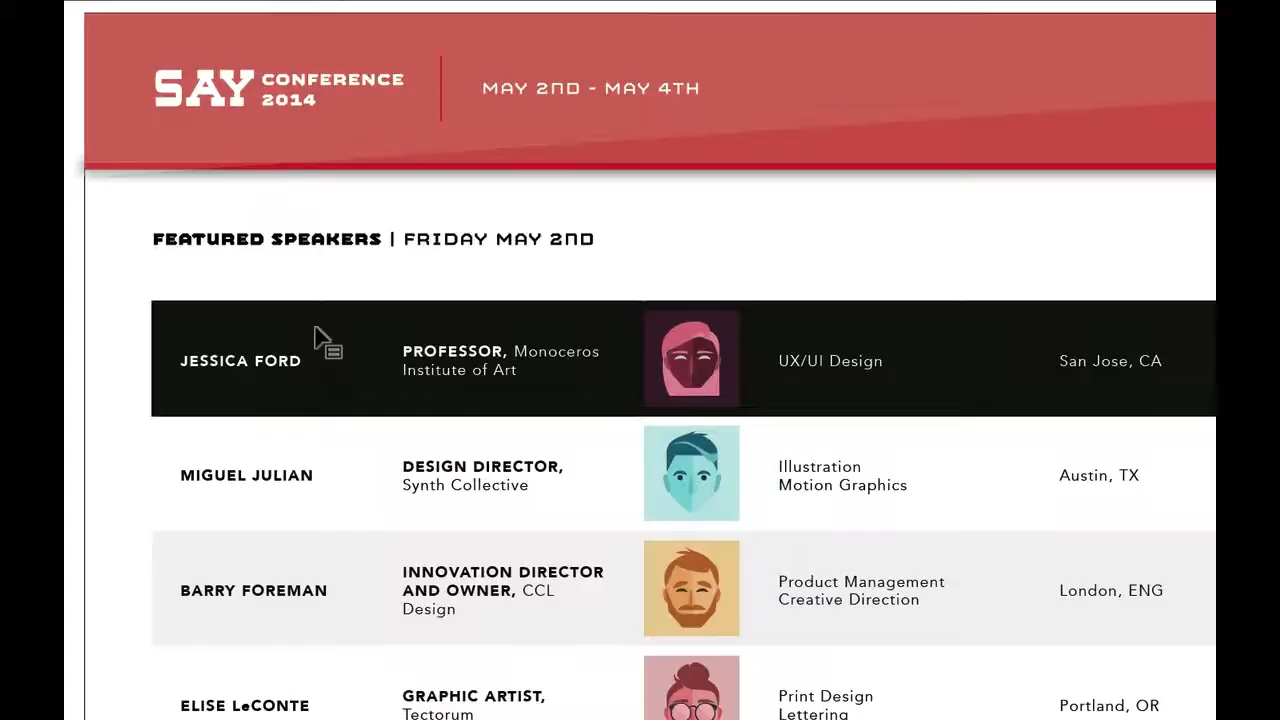 SAY CONFERENCE
2014
MAY 2ND - MAY 4TH
FEATURED SPEAKERS | FRIDAY MAY 2ND
JESSICA FORD
PROFESSOR, Monoceros
Institute of Art
UX/UI Design
San Jose, CA
MIGUEL JULIAN
DESIGN DIRECTOR,
Synth Collective
Illustration
Motion Graphics
Austin, TX
BARRY FOREMAN
INNOVATION DIRECTOR
AND OWNER, CCL
Design
Product Management
Creative Direction
London, ENG
ELISE LeCONTE
GRAPHIC ARTIST,
Tectorum
Print Design
Lettering
Portland, OR